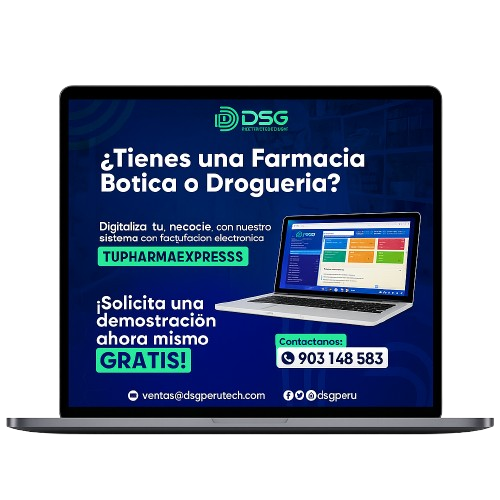 DSG
¿Tienes una Farmacia
Botica o Drogueria?
Digitaliza tu, necocie, con nuestro
sistema con factufacion electronica
TUPHARMAEXPRESSS
¡Solicita una
demostraciön
ahora mismo
GRATIS!
Contactanos:
903 148 583
ventas@dsgperutech.com
dsgperu